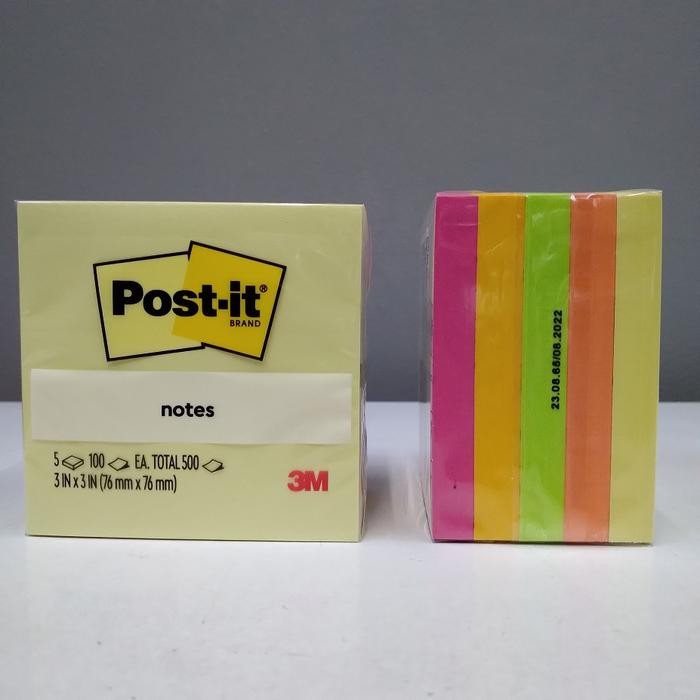 Post-it®
BRAND
notes
5 100 EA. TOTAL 500
3 IN x 3 IN (76 mm x 76 mm)
3M
23.08.65/08.2022